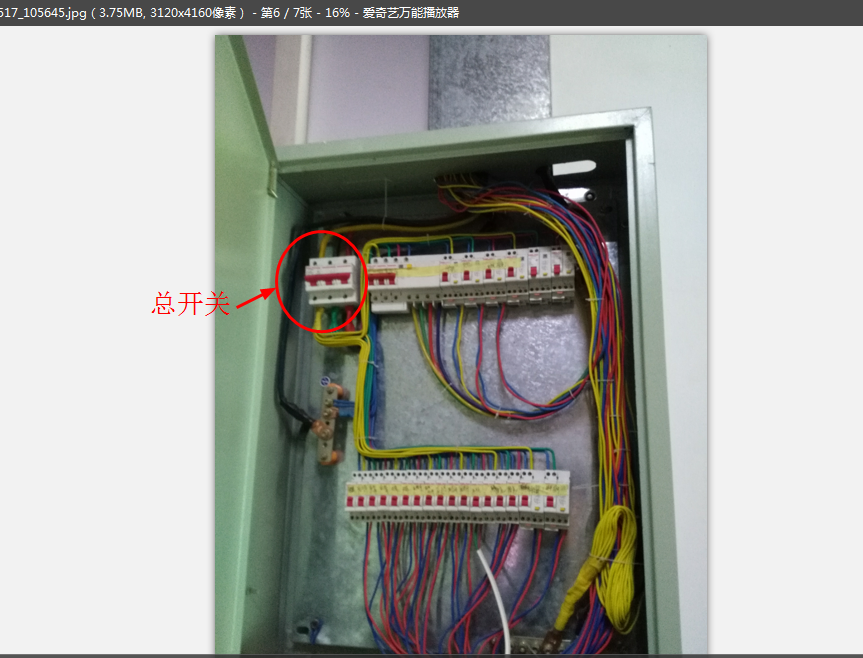 517_105645.jpg ( 3.75MB, 3120x4160像素 ) - 第6 / 7张 - 16% - 爱奇艺万能播放器
总开关